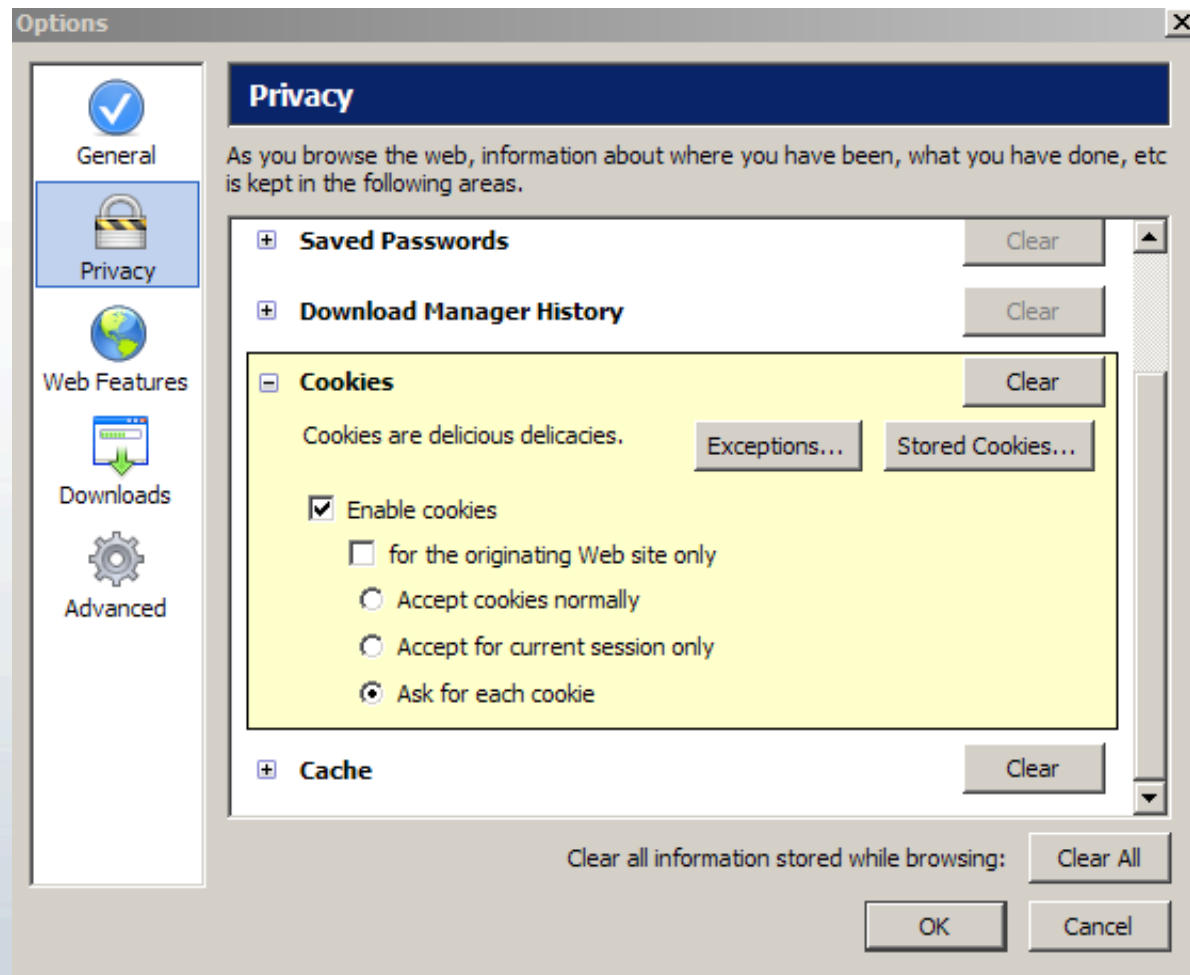 Options
General
Privacy
Web Features
Downloads
Advanced
Privacy
As you browse the web, information about where you have been, what you have done, etc
is kept in the following areas.
Saved Passwords Clear
Download Manager History Clear
Cookies Clear
Cookies are delicious delicacies. Exceptions... Stored Cookies...
Enable cookies
for the originating Web site only
Accept cookies normally
Accept for current session only
Ask for each cookie
Cache Clear
Clear all information stored while browsing: Clear All
OK Cancel